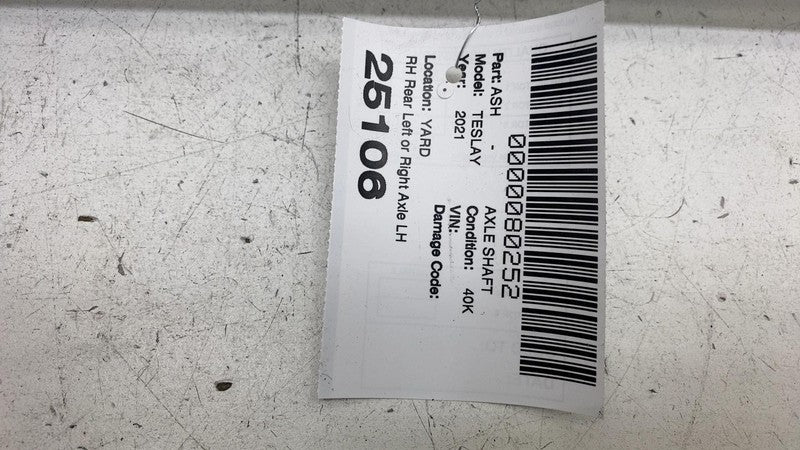 0000080252
Part: ASH - AXLE SHAFT
Model: TESLAY Condition: 40K
Year: 2021 VIN:
Damage Code:
Location: YARD
RH Rear Left or Right Axle LH
25106